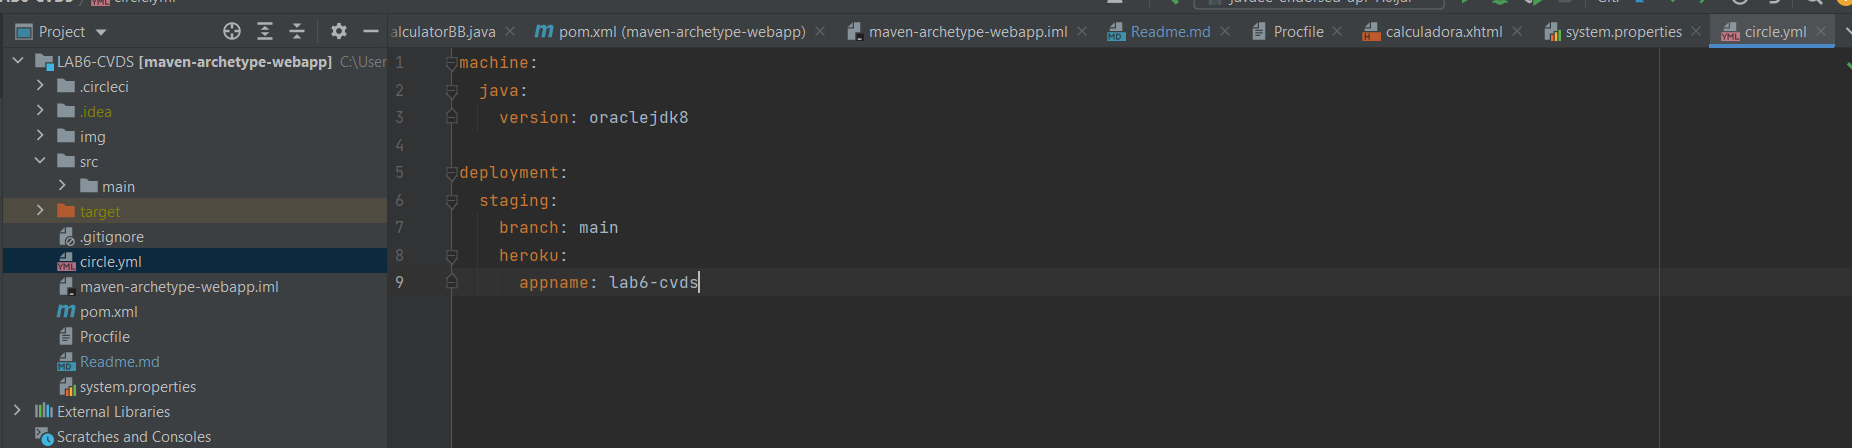 circle.yml
Project
alculatorBB.java
pom.xml (maven-archetype-webapp)
maven-archetype-webapp.iml
Readme.md
Procfile
calculadora.xhtml
system.properties
circle.yml
LAB6-CVDS [maven-archetype-webapp] C:\User
.circleci
.idea
img
src
main
target
.gitignore
circle.yml
maven-archetype-webapp.iml
pom.xml
Procfile
Readme.md
system.properties
External Libraries
Scratches and Consoles
1 machine:
2 java:
3 version: oraclejdk8
4
5 deployment:
6 staging:
7 branch: main
8 heroku:
9 appname: lab6-cvds